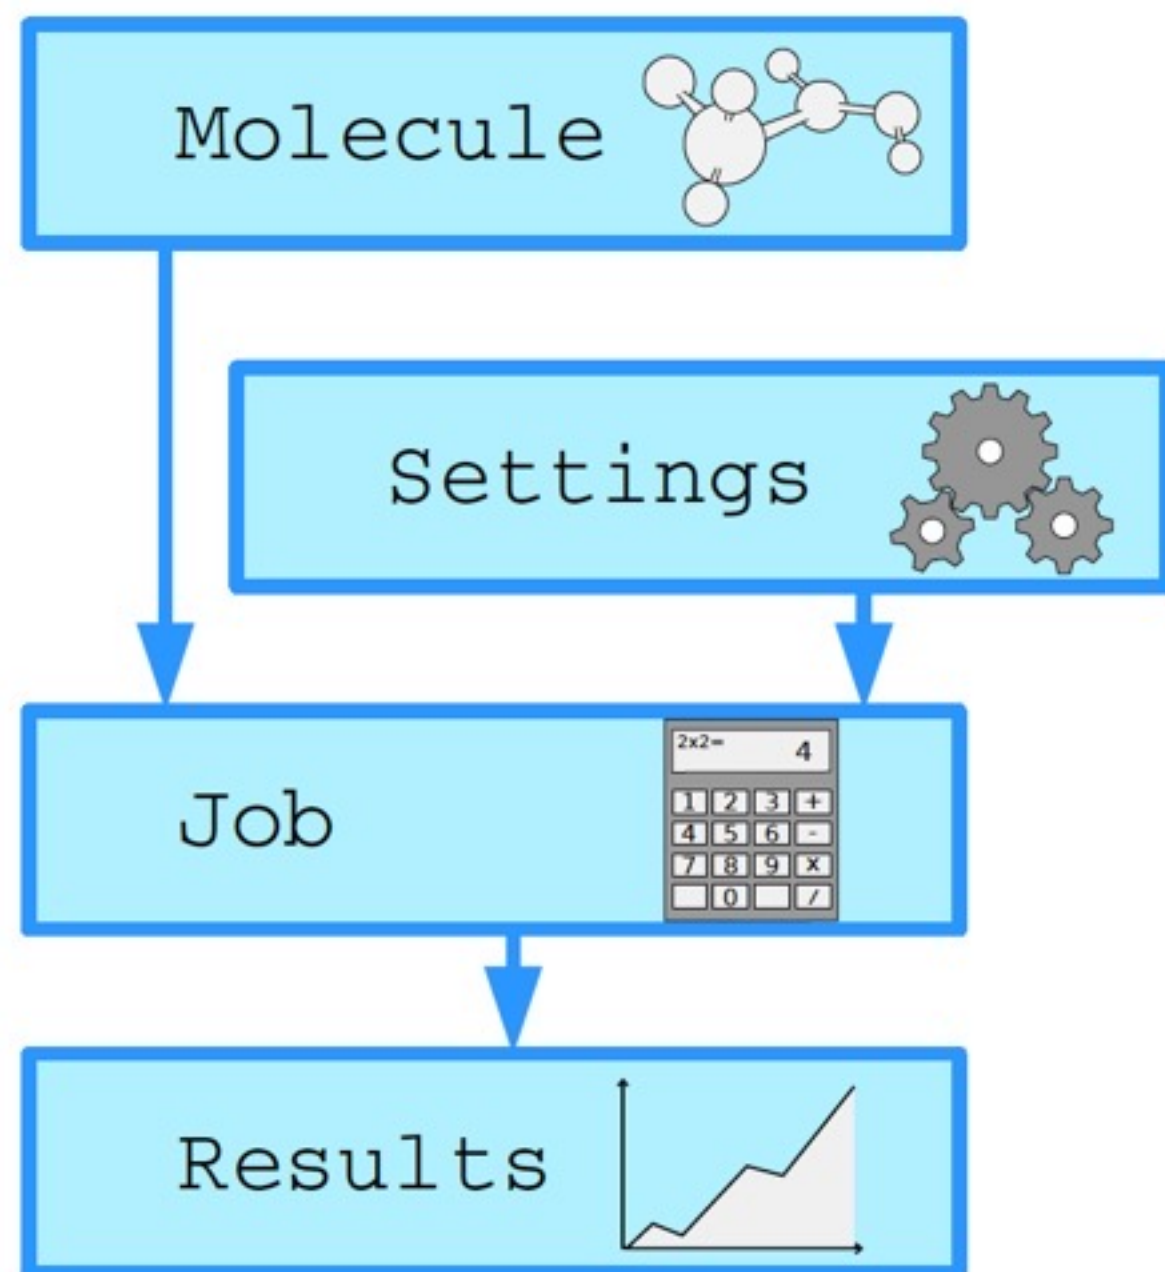 Molecule
Settings
Job
2x2= 4
1 2 3 +
4 5 6 -
7 8 9 x
0 /
Results